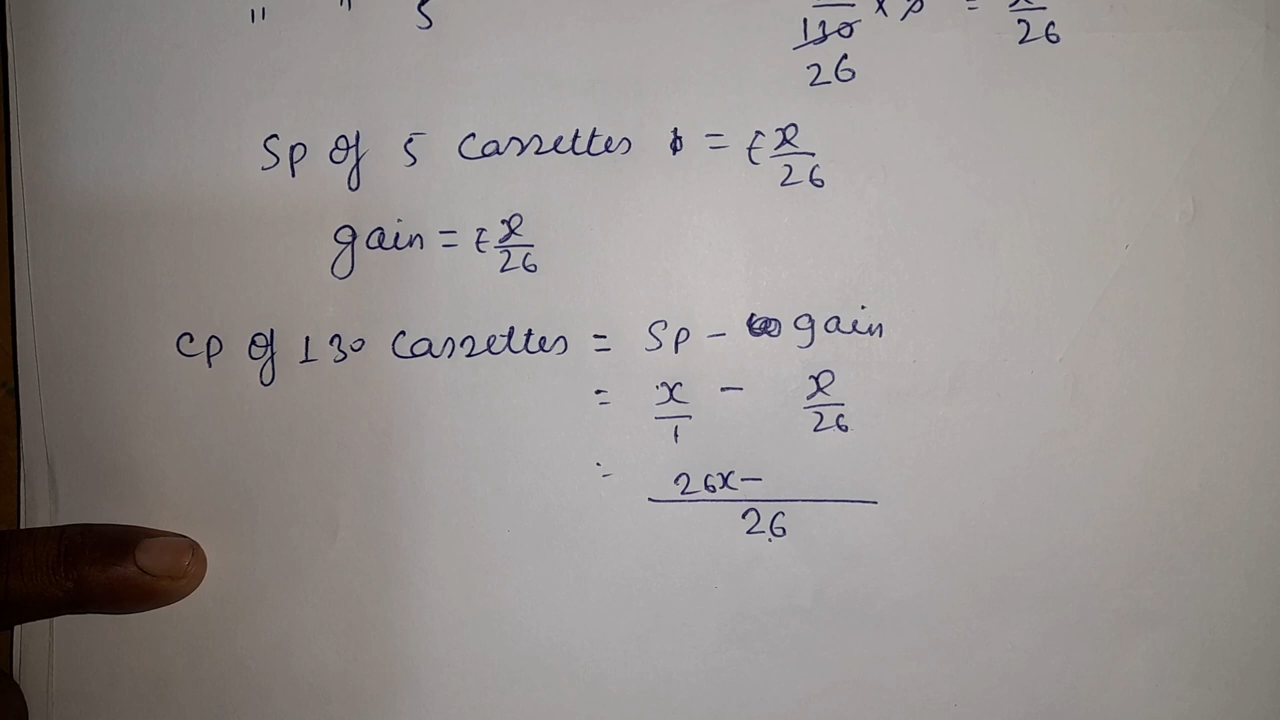 " " 5 130 × x = x/26
26
Sp of 5 Cassettes = ₹ x/26
gain = ₹ x/26
CP of 130 Cassettes = Sp - gain
= x/1 - x/26
= 26x- / 26